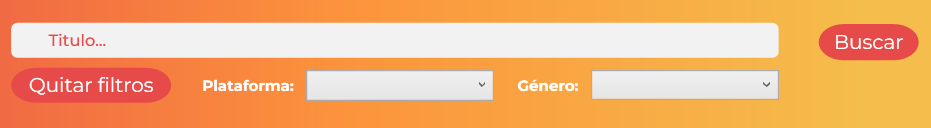 Titulo...
Buscar
Quitar filtros
Plataforma:
Género: